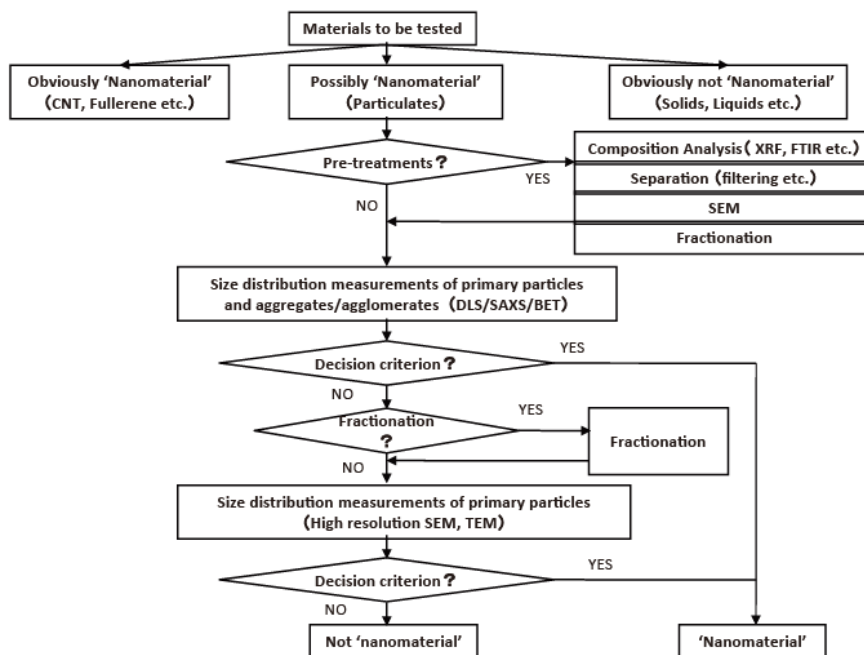 Materials to be tested
Obviously ‘Nanomaterial’
(CNT, Fullerene etc.)
Possibly ‘Nanomaterial’
(Particulates)
Obviously not ‘Nanomaterial’
(Solids, Liquids etc.)
Pre-treatments?
YES
NO
Composition Analysis( XRF, FTIR etc.)
Separation (filtering etc.)
SEM
Fractionation
Size distribution measurements of primary particles
and aggregates/agglomerates (DLS/SAXS/BET)
Decision criterion?
YES
NO
Fractionation
?
YES
NO
Fractionation
Size distribution measurements of primary particles
(High resolution SEM, TEM)
Decision criterion?
YES
NO
Not ‘nanomaterial’
‘Nanomaterial’